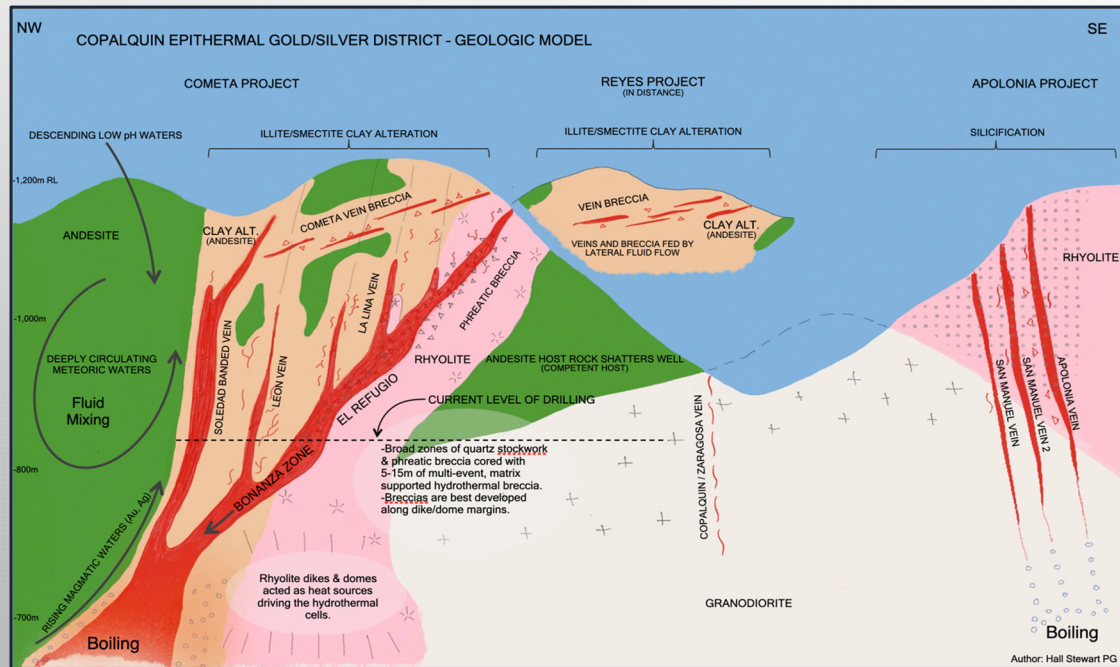 NW
SE
COPALQUIN EPITHERMAL GOLD/SILVER DISTRICT - GEOLOGIC MODEL
COMETA PROJECT
REYES PROJECT
(IN DISTANCE)
APOLONIA PROJECT
DESCENDING LOW pH WATERS
ILLITE/SMECTITE CLAY ALTERATION
ILLITE/SMECTITE CLAY ALTERATION
SILICIFICATION
-1,200m RL
ANDESITE
CLAY ALT.
(ANDESITE)
COMETA VEIN BRECCIA
VEIN BRECCIA
CLAY ALT.
(ANDESITE)
VEINS AND BRECCIA FED BY
LATERAL FLUID FLOW
RHYOLITE
-1,000m
DEEPLY CIRCULATING
METEORIC WATERS
Fluid
Mixing
SOLEDAD BANDED VEIN
LEON VEIN
LA LINA VEIN
PHREATIC BRECCIA
RHYOLITE
EL REFUGIO
ANDESITE HOST ROCK SHATTERS WELL
(COMPETENT HOST)
CURRENT LEVEL OF DRILLING
-Broad zones of quartz stockwork
& phreatic breccia cored with
5-15m of multi-event, matrix
supported hydrothermal breccia.
-Breccias are best developed
along dike/dome margins.
BONANZA ZONE
COPALQUIN / ZARAGOSA VEIN
SAN MANUEL VEIN
SAN MANUEL VEIN 2
APOLONIA VEIN
-800m
RISING MAGMATIC WATERS (Au, Ag)
Rhyolite dikes & domes
acted as heat sources
driving the hydrothermal
cells.
GRANODIORITE
-700m
Boiling
Boiling
Author: Hall Stewart PG